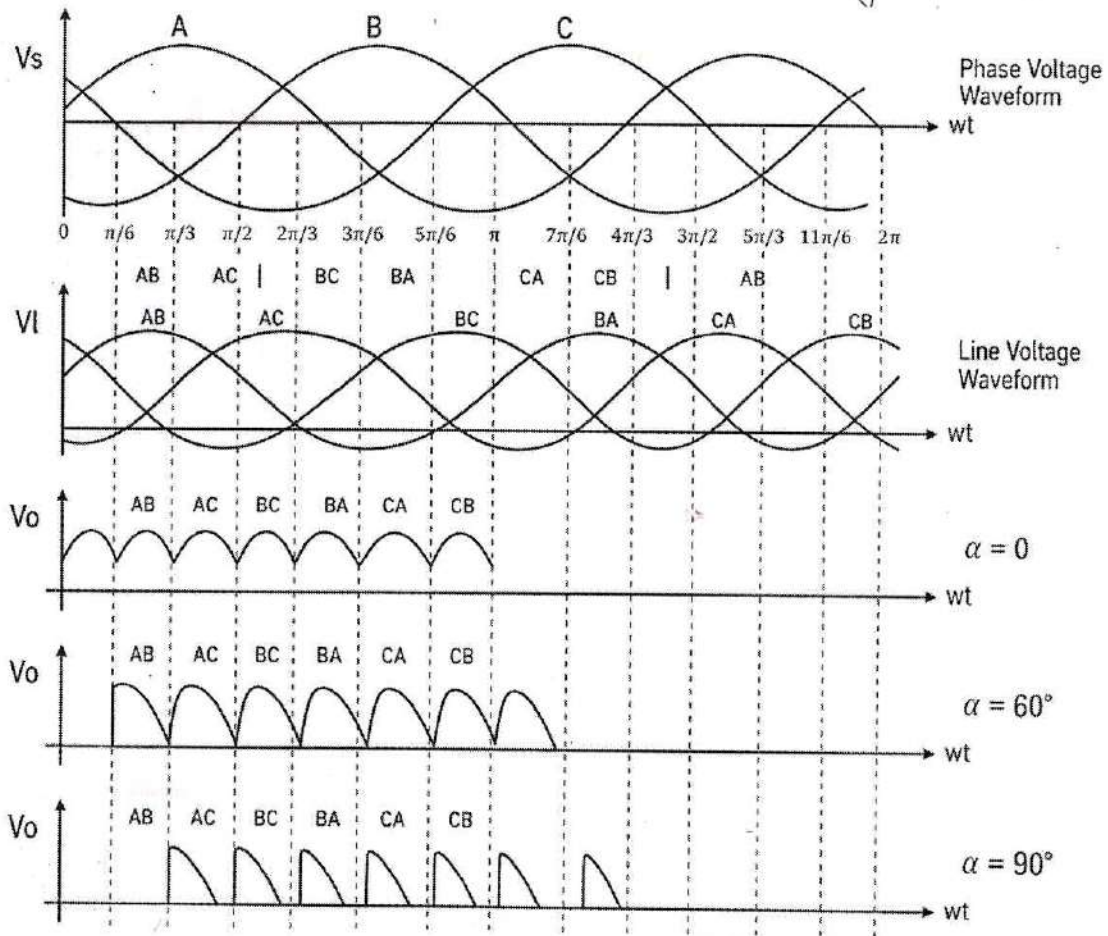 A B C
Vs
Phase Voltage
Waveform
wt
0 π/6 π/3 π/2 2π/3 3π/6 5π/6 π 7π/6 4π/3 3π/2 5π/3 11π/6 2π
AB AC | BC BA CA CB | AB
Vl
AB AC BC BA CA CB
Line Voltage
Waveform
wt
Vo
AB AC BC BA CA CB
α = 0
wt
Vo
AB AC BC BA CA CB
α = 60°
wt
Vo
AB AC BC BA CA CB
α = 90°
wt